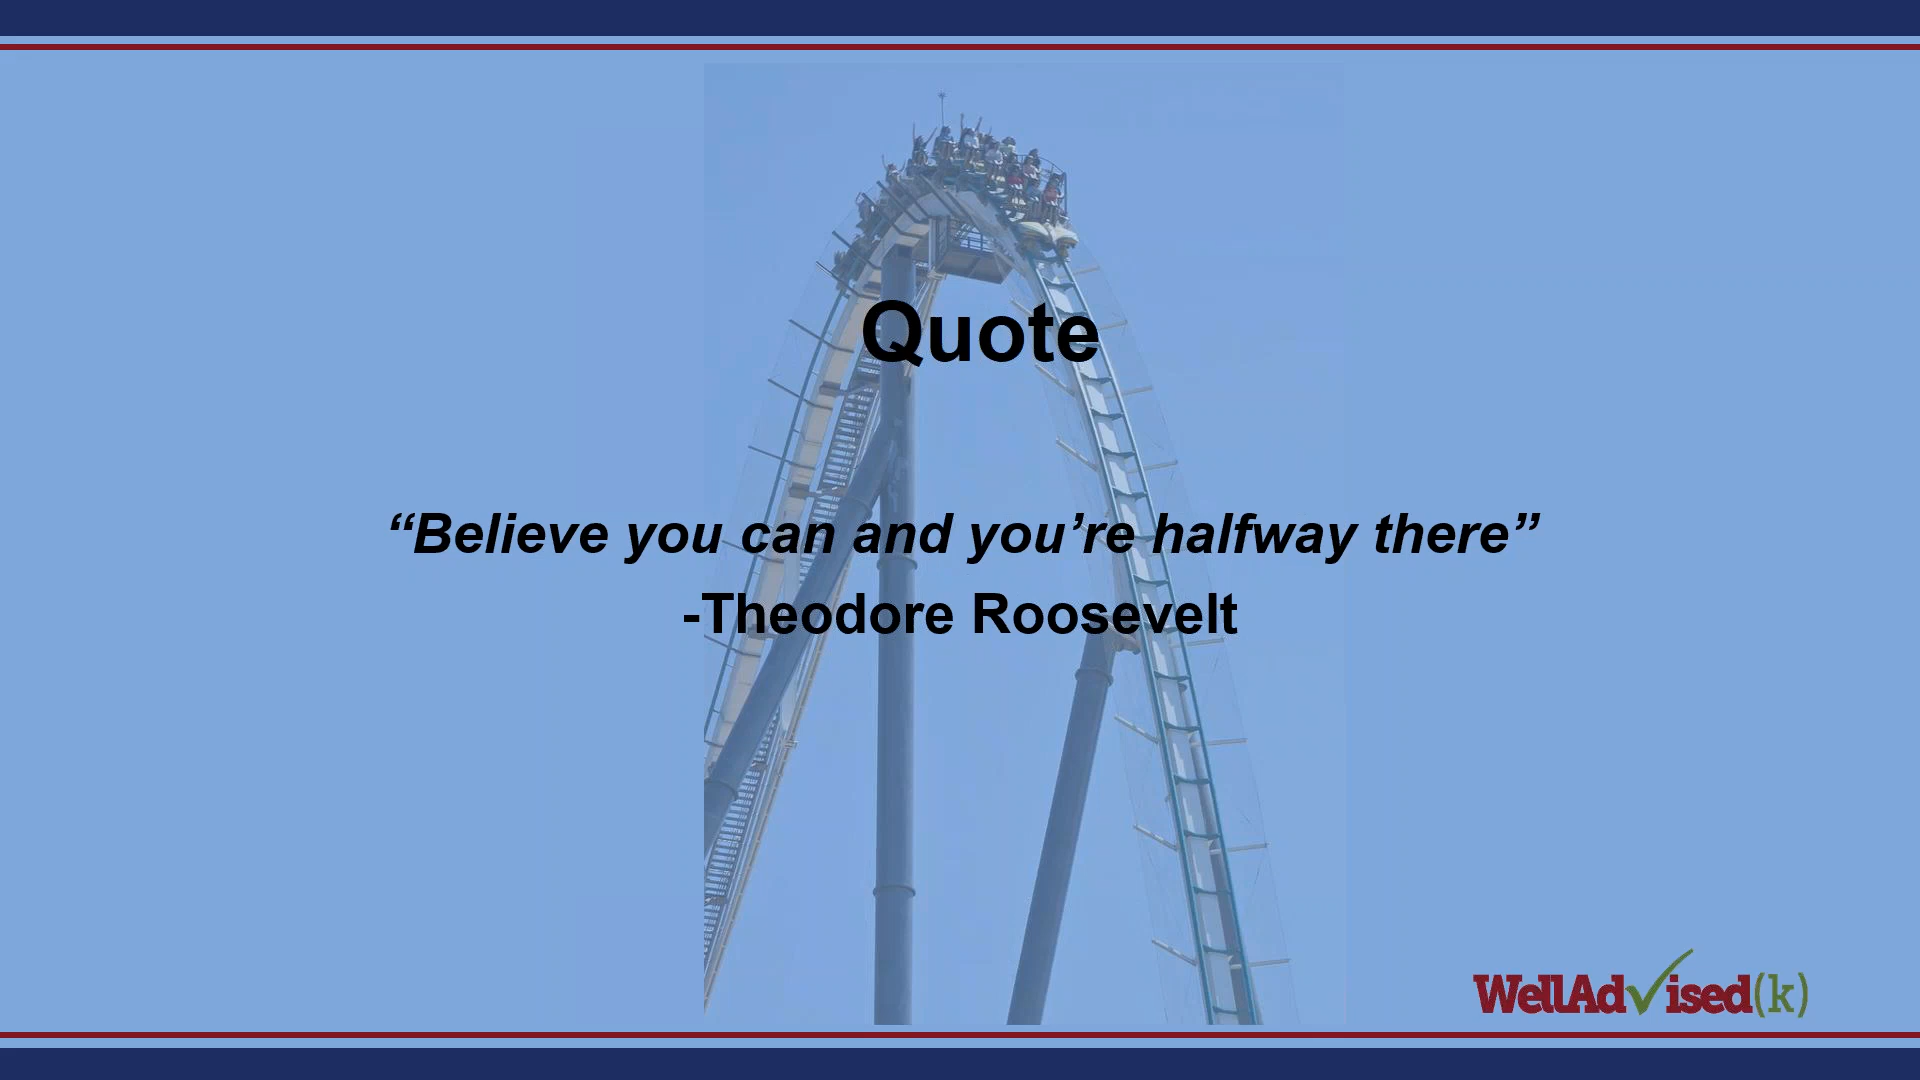 Quote
“Believe you can and you’re halfway there”
-Theodore Roosevelt
WellAdvised(k)